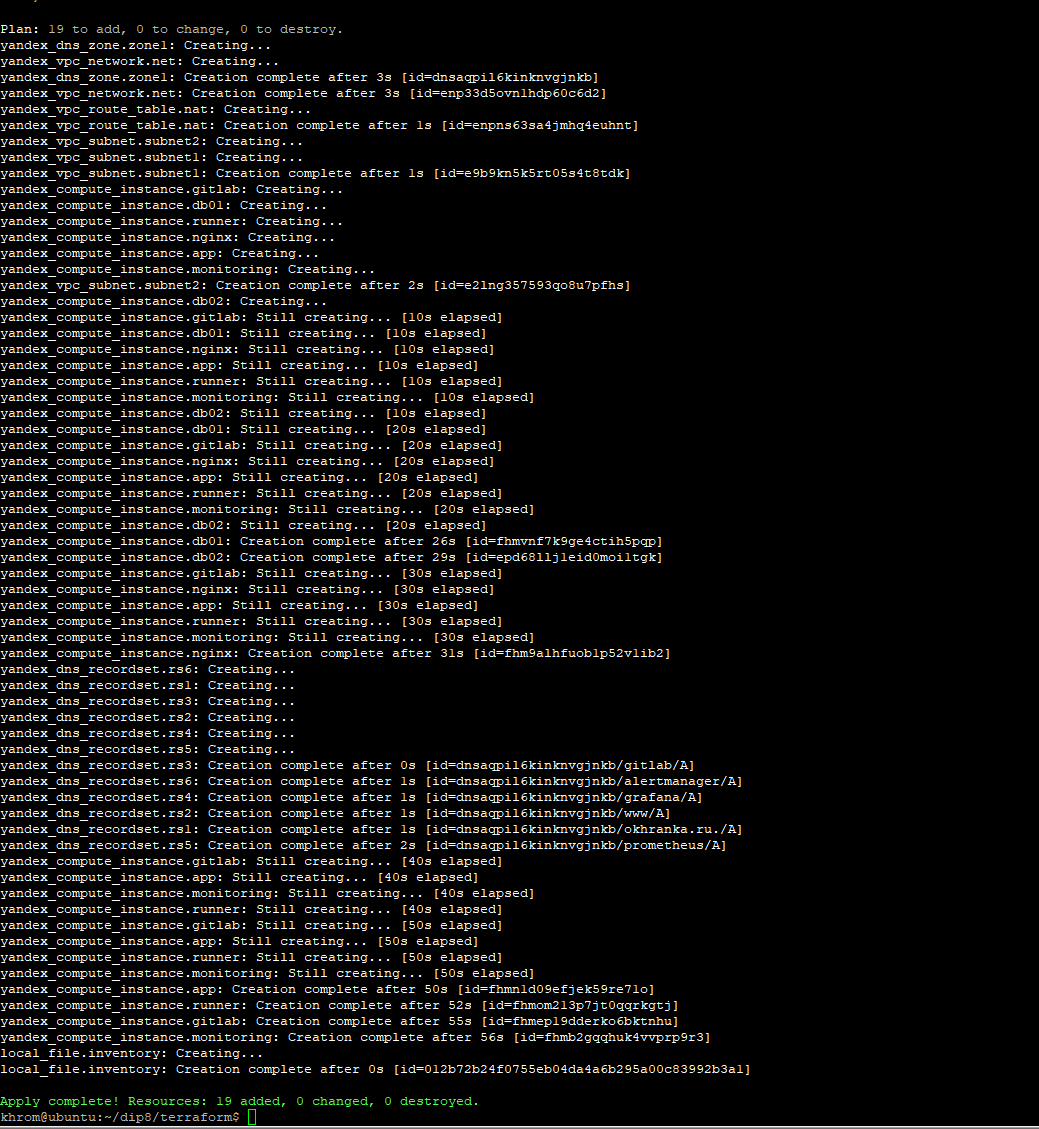 Plan: 19 to add, 0 to change, 0 to destroy.
yandex_dns_zone.zone1: Creating...
yandex_vpc_network.net: Creating...
yandex_dns_zone.zone1: Creation complete after 3s [id=dnsaqpil6kinknvgjnkb]
yandex_vpc_network.net: Creation complete after 3s [id=enp33d5ovnlhdp60c6d2]
yandex_vpc_route_table.nat: Creating...
yandex_vpc_route_table.nat: Creation complete after 1s [id=enpns63sa4jmhq4euhnt]
yandex_vpc_subnet.subnet2: Creating...
yandex_vpc_subnet.subnet1: Creating...
yandex_vpc_subnet.subnet1: Creation complete after 1s [id=e9b9kn5k5rt05s4t8tdk]
yandex_compute_instance.gitlab: Creating...
yandex_compute_instance.db01: Creating...
yandex_compute_instance.runner: Creating...
yandex_compute_instance.nginx: Creating...
yandex_compute_instance.app: Creating...
yandex_compute_instance.monitoring: Creating...
yandex_vpc_subnet.subnet2: Creation complete after 2s [id=e2lng357593qo8u7pfhs]
yandex_compute_instance.db02: Creating...
yandex_compute_instance.gitlab: Still creating... [10s elapsed]
yandex_compute_instance.db01: Still creating... [10s elapsed]
yandex_compute_instance.nginx: Still creating... [10s elapsed]
yandex_compute_instance.app: Still creating... [10s elapsed]
yandex_compute_instance.runner: Still creating... [10s elapsed]
yandex_compute_instance.monitoring: Still creating... [10s elapsed]
yandex_compute_instance.db02: Still creating... [10s elapsed]
yandex_compute_instance.db01: Still creating... [20s elapsed]
yandex_compute_instance.gitlab: Still creating... [20s elapsed]
yandex_compute_instance.nginx: Still creating... [20s elapsed]
yandex_compute_instance.app: Still creating... [20s elapsed]
yandex_compute_instance.runner: Still creating... [20s elapsed]
yandex_compute_instance.monitoring: Still creating... [20s elapsed]
yandex_compute_instance.db02: Still creating... [20s elapsed]
yandex_compute_instance.db01: Creation complete after 26s [id=fhmvnf7k9ge4ctih5pqp]
yandex_compute_instance.db02: Creation complete after 29s [id=epd68llj1eid0moiltgk]
yandex_compute_instance.gitlab: Still creating... [30s elapsed]
yandex_compute_instance.nginx: Still creating... [30s elapsed]
yandex_compute_instance.app: Still creating... [30s elapsed]
yandex_compute_instance.runner: Still creating... [30s elapsed]
yandex_compute_instance.monitoring: Still creating... [30s elapsed]
yandex_compute_instance.nginx: Creation complete after 31s [id=fhm9alhfuoblp52vlib2]
yandex_dns_recordset.rs6: Creating...
yandex_dns_recordset.rs1: Creating...
yandex_dns_recordset.rs3: Creating...
yandex_dns_recordset.rs2: Creating...
yandex_dns_recordset.rs4: Creating...
yandex_dns_recordset.rs5: Creating...
yandex_dns_recordset.rs3: Creation complete after 0s [id=dnsaqpil6kinknvgjnkb/gitlab/A]
yandex_dns_recordset.rs6: Creation complete after 1s [id=dnsaqpil6kinknvgjnkb/alertmanager/A]
yandex_dns_recordset.rs4: Creation complete after 1s [id=dnsaqpil6kinknvgjnkb/grafana/A]
yandex_dns_recordset.rs2: Creation complete after 1s [id=dnsaqpil6kinknvgjnkb/www/A]
yandex_dns_recordset.rs1: Creation complete after 1s [id=dnsaqpil6kinknvgjnkb/okhranka.ru./A]
yandex_dns_recordset.rs5: Creation complete after 2s [id=dnsaqpil6kinknvgjnkb/prometheus/A]
yandex_compute_instance.gitlab: Still creating... [40s elapsed]
yandex_compute_instance.app: Still creating... [40s elapsed]
yandex_compute_instance.monitoring: Still creating... [40s elapsed]
yandex_compute_instance.runner: Still creating... [40s elapsed]
yandex_compute_instance.gitlab: Still creating... [50s elapsed]
yandex_compute_instance.app: Still creating... [50s elapsed]
yandex_compute_instance.runner: Still creating... [50s elapsed]
yandex_compute_instance.monitoring: Still creating... [50s elapsed]
yandex_compute_instance.app: Creation complete after 50s [id=fhmnld09efjek59re7lo]
yandex_compute_instance.runner: Creation complete after 52s [id=fhmom2l3p7jt0qqrkgtj]
yandex_compute_instance.gitlab: Creation complete after 55s [id=fhmepl9dderko6bktnhu]
yandex_compute_instance.monitoring: Creation complete after 56s [id=fhmb2gqqhuk4vvprp9r3]
local_file.inventory: Creating...
local_file.inventory: Creation complete after 0s [id=012b72b24f0755eb04da4a6b295a00c83992b3a1]
Apply complete! Resources: 19 added, 0 changed, 0 destroyed.
khrom@ubuntu:~/dip8/terraform$